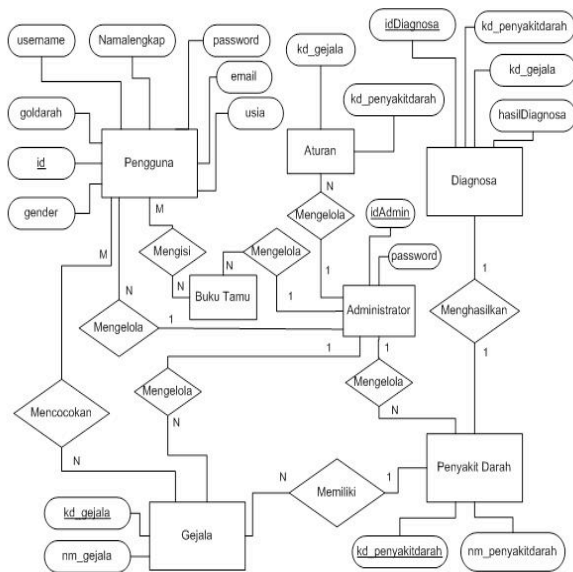 username
Namalengkap
password
idDiagnosa
kd_penyakitdarah
kd_gejala
kd_gejala
goldarah
email
kd_penyakitdarah
hasilDiagnosa
usia
id
Pengguna
Aturan
Diagnosa
gender
M
N
Mengelola
idAdmin
M
Mengisi
Mengelola
password
N
N
N
1
1
Buku Tamu
1
Administrator
1
Menghasilkan
N
Mengelola
1
1
1
1
Mengelola
Mengelola
Mencocokan
N
N
N
Penyakit Darah
N
1
Memiliki
kd_gejala
Gejala
nm_gejala
kd_penyakitdarah
nm_penyakitdarah